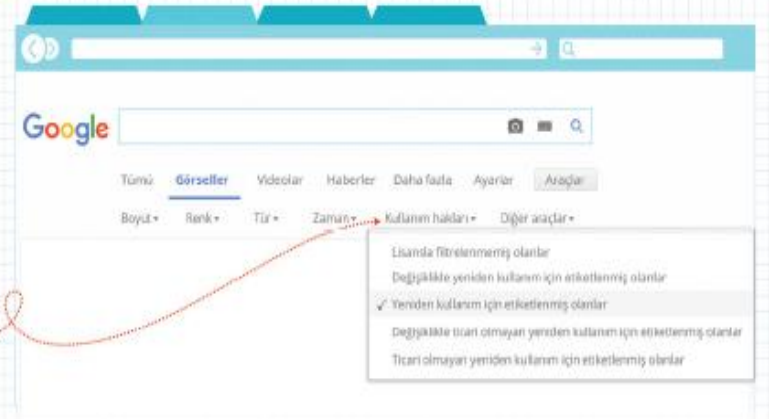 Google
Tümü Görseller Videolar Haberler Daha fazla Ayarlar Araçlar
Boyut Renk Tür Zaman Kullanım hakları Diğer araçlar
Lisansla filtrelenmemiş olanlar
Değişiklikle yeniden kullanım için etiketlenmiş olanlar
✓ Yeniden kullanım için etiketlenmiş olanlar
Değişiklikle ticari olmayan yeniden kullanım için etiketlenmiş olanlar
Ticari olmayan yeniden kullanım için etiketlenmiş olanlar